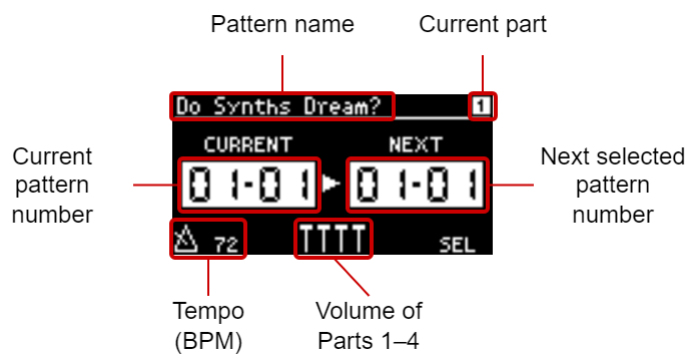 Pattern name
Current part
Do Synths Dream?
1
CURRENT
NEXT
Current
pattern
number
01-01
01-01
Next selected
pattern
number
72
SEL
Tempo
(BPM)
Volume of
Parts 1–4